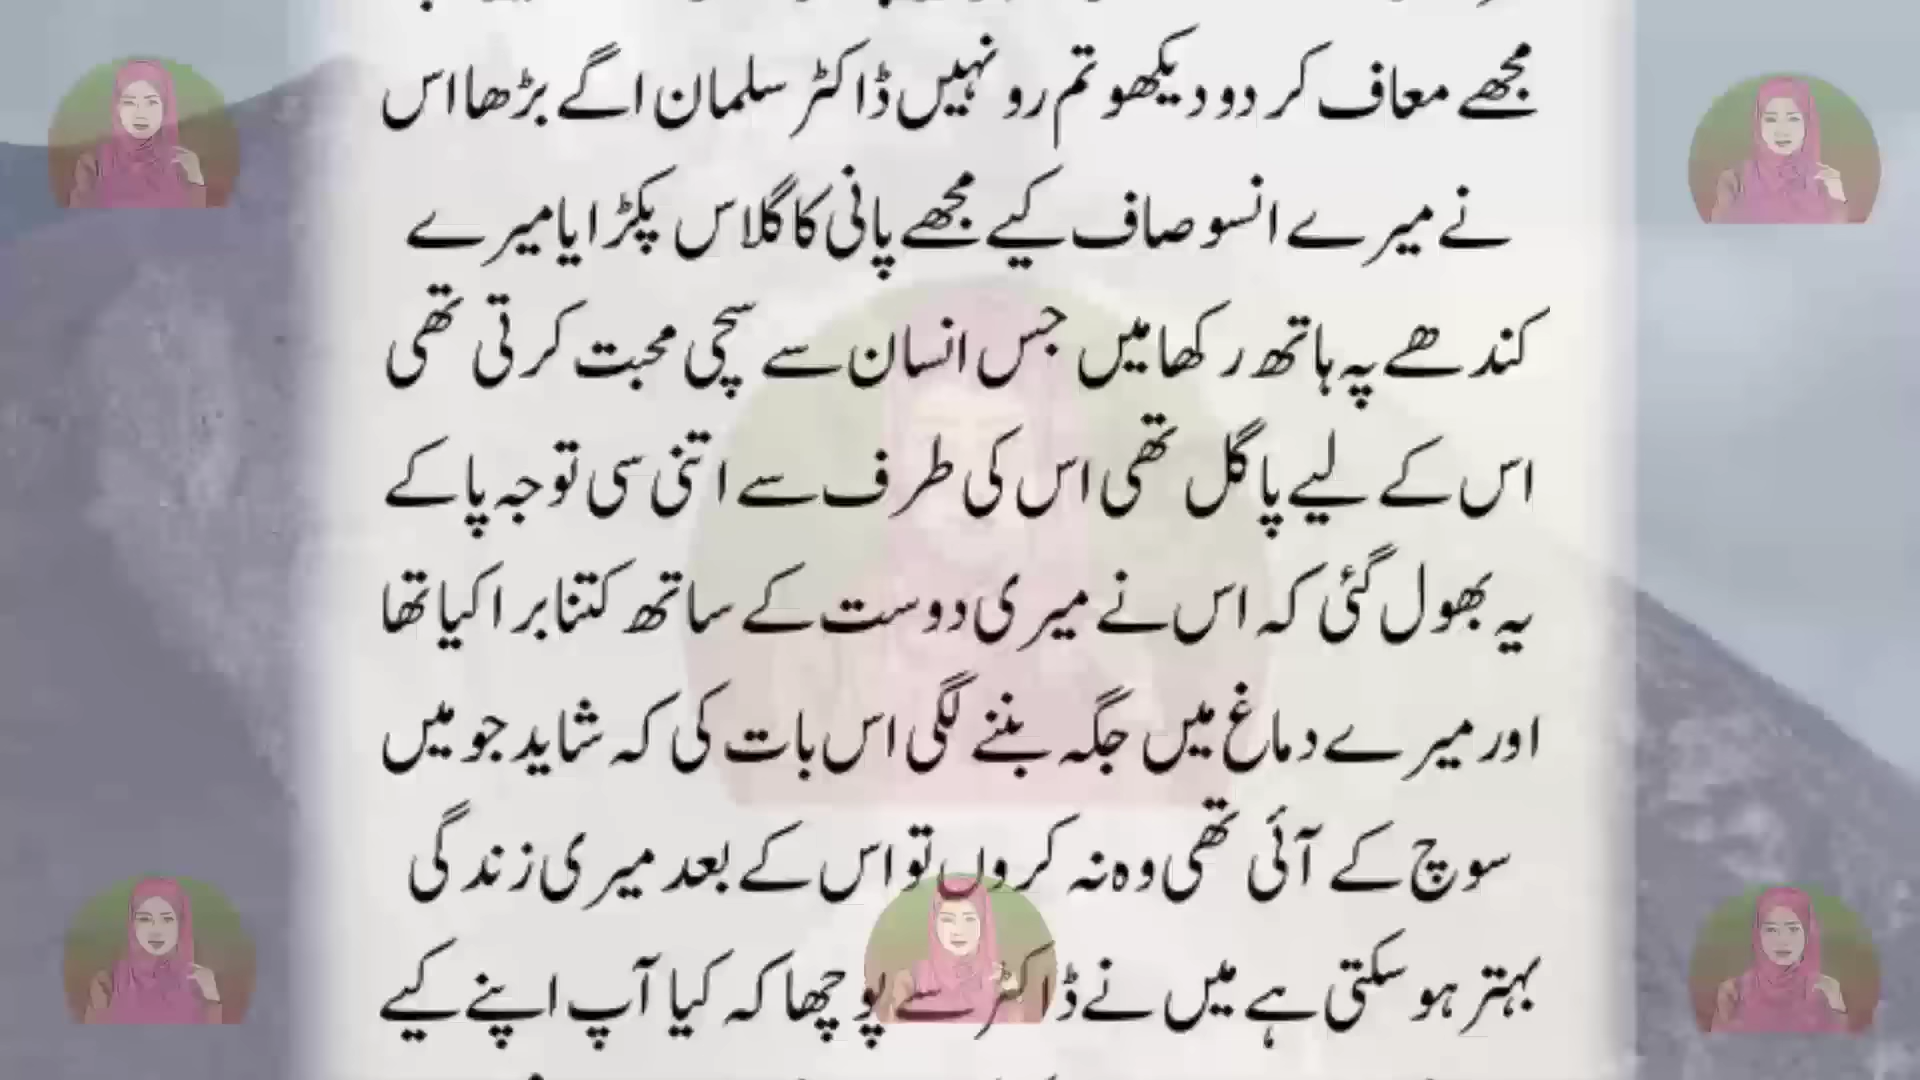 مجھے معاف کر دو دیکھو تم رو نہیں ڈاکٹر سلمان اگے بڑھا اس
نے میرے انسو صاف کیے مجھے پانی کا گلاس پکڑایا میرے
کندھے پہ ہاتھ رکھا میں جس انسان سے سچی محبت کرتی تھی
اس کے لیے پاگل تھی اس کی طرف سے اتنی سی توجہ پا کے
یہ بھول گئی کہ اس نے میری دوست کے ساتھ کتنا برا کیا تھا
اور میرے دماغ میں جگہ بننے لگی اس بات کی کہ شاید جو میں
سوچ کے آئی تھی وہ نہ کروں تو اس کے بعد میری زندگی
بہتر ہو سکتی ہے میں نے ڈاکٹر سے پوچھا کہ کیا آپ اپنے کیے